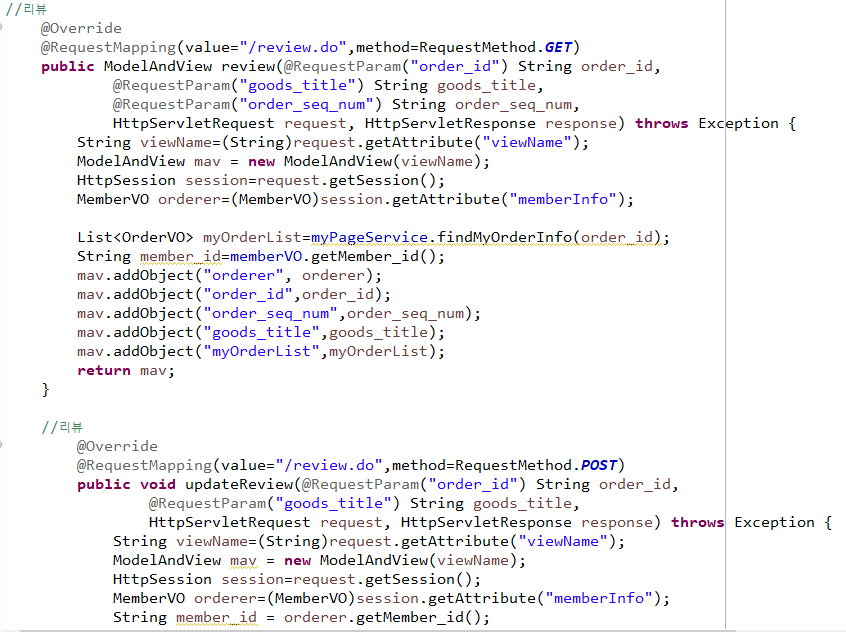 //리뷰
@Override
@RequestMapping(value="/review.do",method=RequestMethod.GET)
public ModelAndView review(@RequestParam("order_id") String order_id,
@RequestParam("goods_title") String goods_title,
@RequestParam("order_seq_num") String order_seq_num,
HttpServletRequest request, HttpServletResponse response) throws Exception {
String viewName=(String)request.getAttribute("viewName");
ModelAndView mav = new ModelAndView(viewName);
HttpSession session=request.getSession();
MemberVO orderer=(MemberVO)session.getAttribute("memberInfo");
List<OrderVO> myOrderList=myPageService.findMyOrderInfo(order_id);
String member_id=memberVO.getMember_id();
mav.addObject("orderer", orderer);
mav.addObject("order_id",order_id);
mav.addObject("order_seq_num",order_seq_num);
mav.addObject("goods_title",goods_title);
mav.addObject("myOrderList",myOrderList);
return mav;
}
//리뷰
@Override
@RequestMapping(value="/review.do",method=RequestMethod.POST)
public void updateReview(@RequestParam("order_id") String order_id,
@RequestParam("goods_title") String goods_title,
HttpServletRequest request, HttpServletResponse response) throws Exception {
String viewName=(String)request.getAttribute("viewName");
ModelAndView mav = new ModelAndView(viewName);
HttpSession session=request.getSession();
MemberVO orderer=(MemberVO)session.getAttribute("memberInfo");
String member_id = orderer.getMember_id();